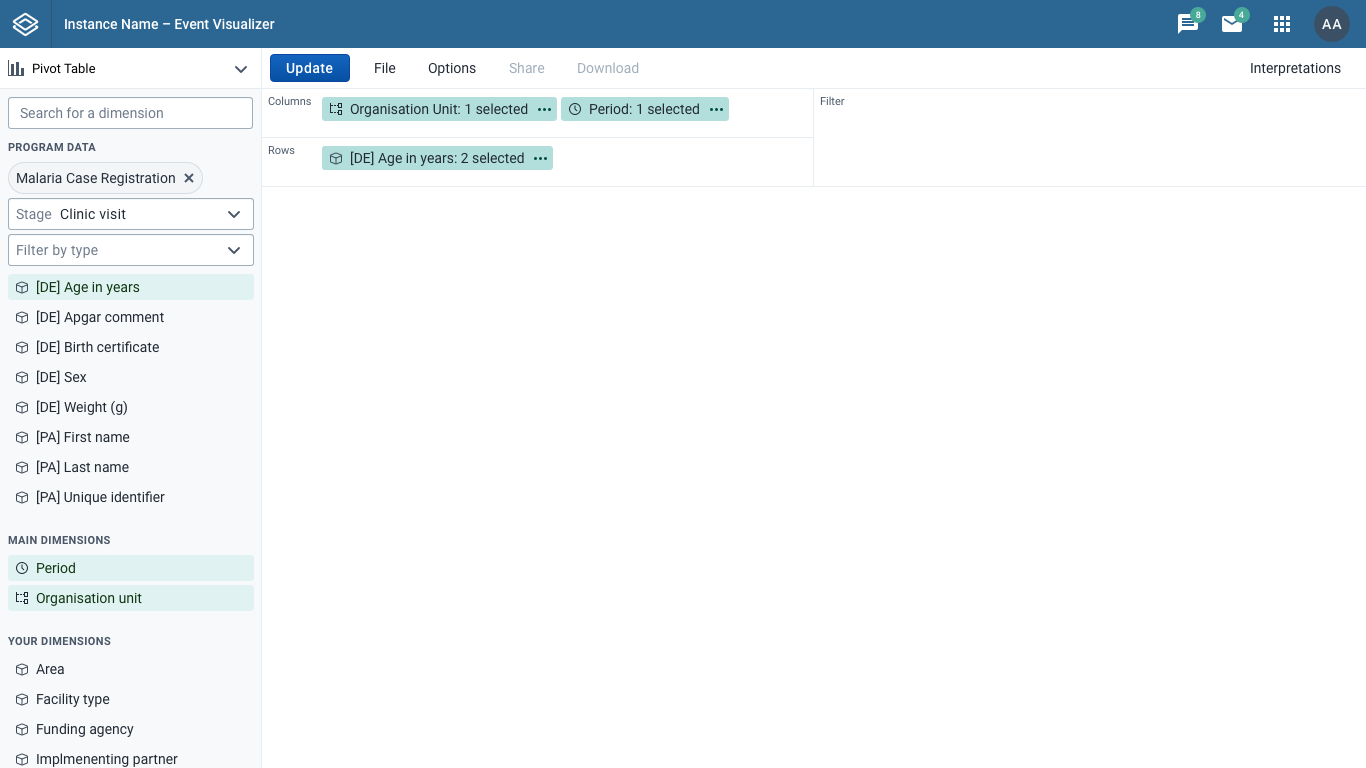 Instance Name – Event Visualizer
8
4
AA
Pivot Table
Update
File
Options
Share
Download
Interpretations
Search for a dimension
PROGRAM DATA
Malaria Case Registration
Stage Clinic visit
Filter by type
[DE] Age in years
[DE] Apgar comment
[DE] Birth certificate
[DE] Sex
[DE] Weight (g)
[PA] First name
[PA] Last name
[PA] Unique identifier
MAIN DIMENSIONS
Period
Organisation unit
YOUR DIMENSIONS
Area
Facility type
Funding agency
Implmenenting partner
Columns
Organisation Unit: 1 selected
Period: 1 selected
Filter
Rows
[DE] Age in years: 2 selected